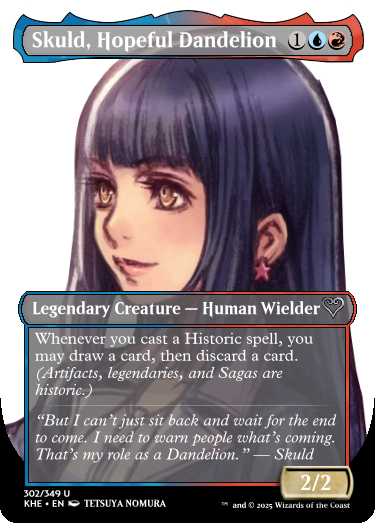 Skuld, Hopeful Dandelion 1
Legendary Creature — Human Wielder
Whenever you cast a Historic spell, you
may draw a card, then discard a card.
(Artifacts, legendaries, and Sagas are
historic.)
“But I can't just sit back and wait for the end
to come. I need to warn people what's coming.
That's my role as a Dandelion.” — Skuld
2/2
302/349 U
KHE • EN TETSUYA NOMURA
™ and © 2025 Wizards of the Coast